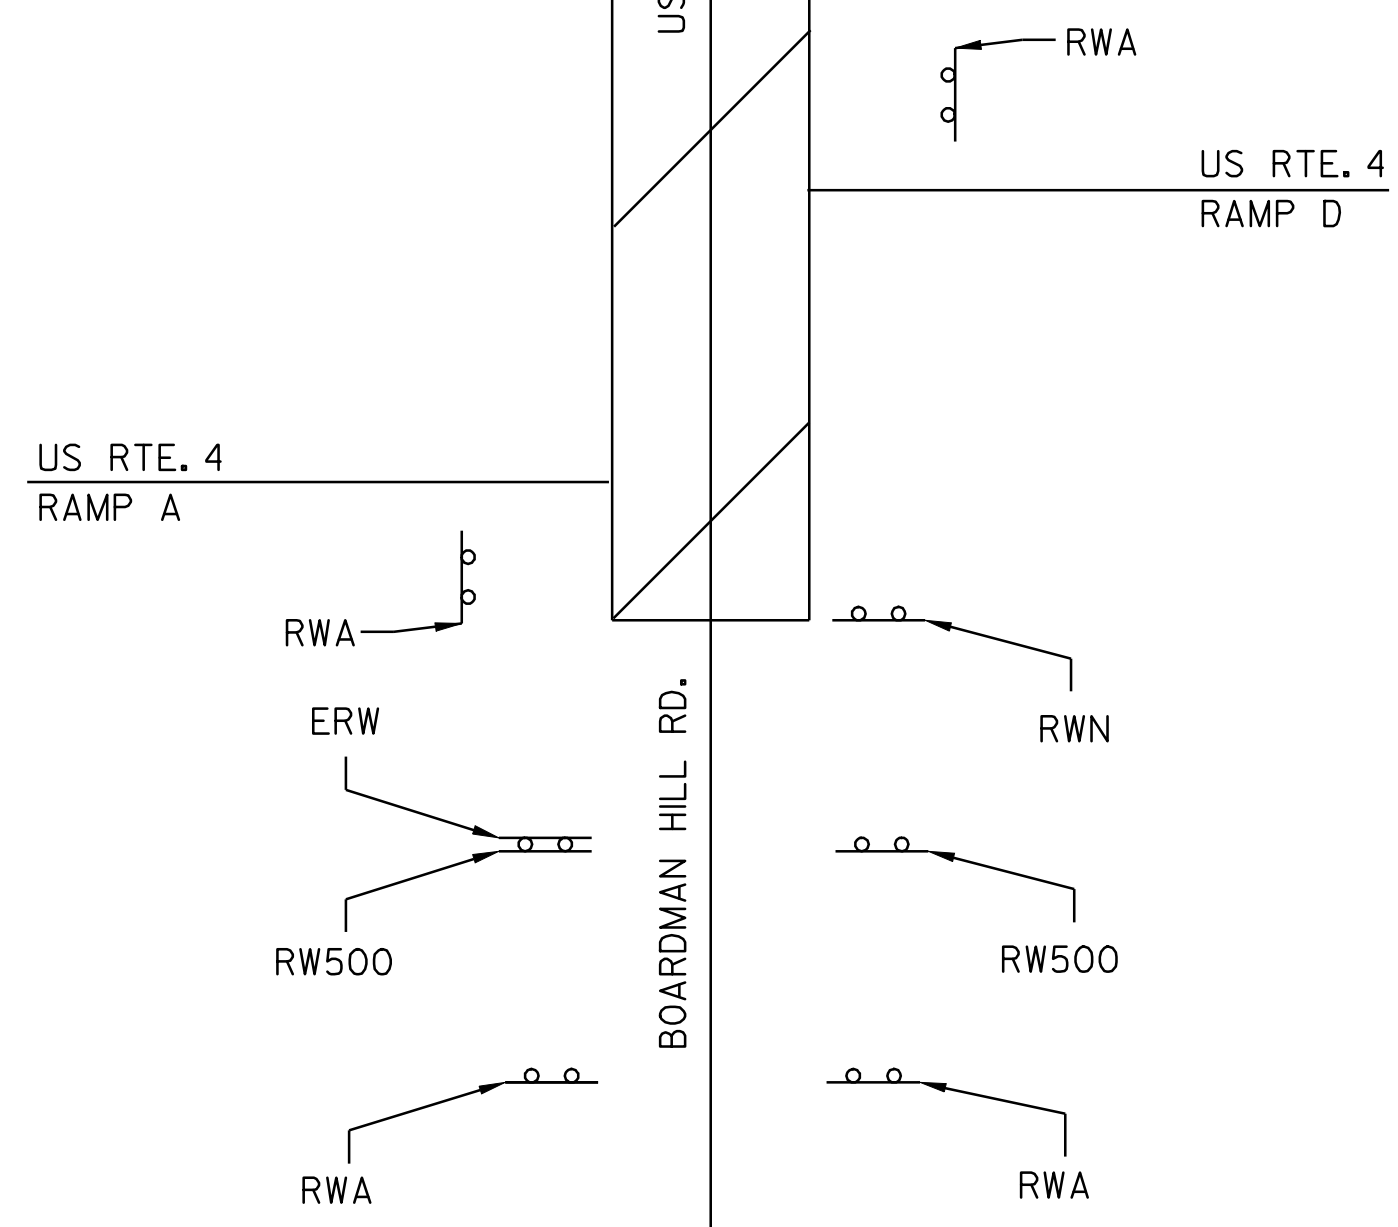 US
RWA
US RTE. 4
RAMP D
US RTE. 4
RAMP A
RWA
RWN
ERW
BOARDMAN HILL RD.
RW500
RW500
RWA
RWA